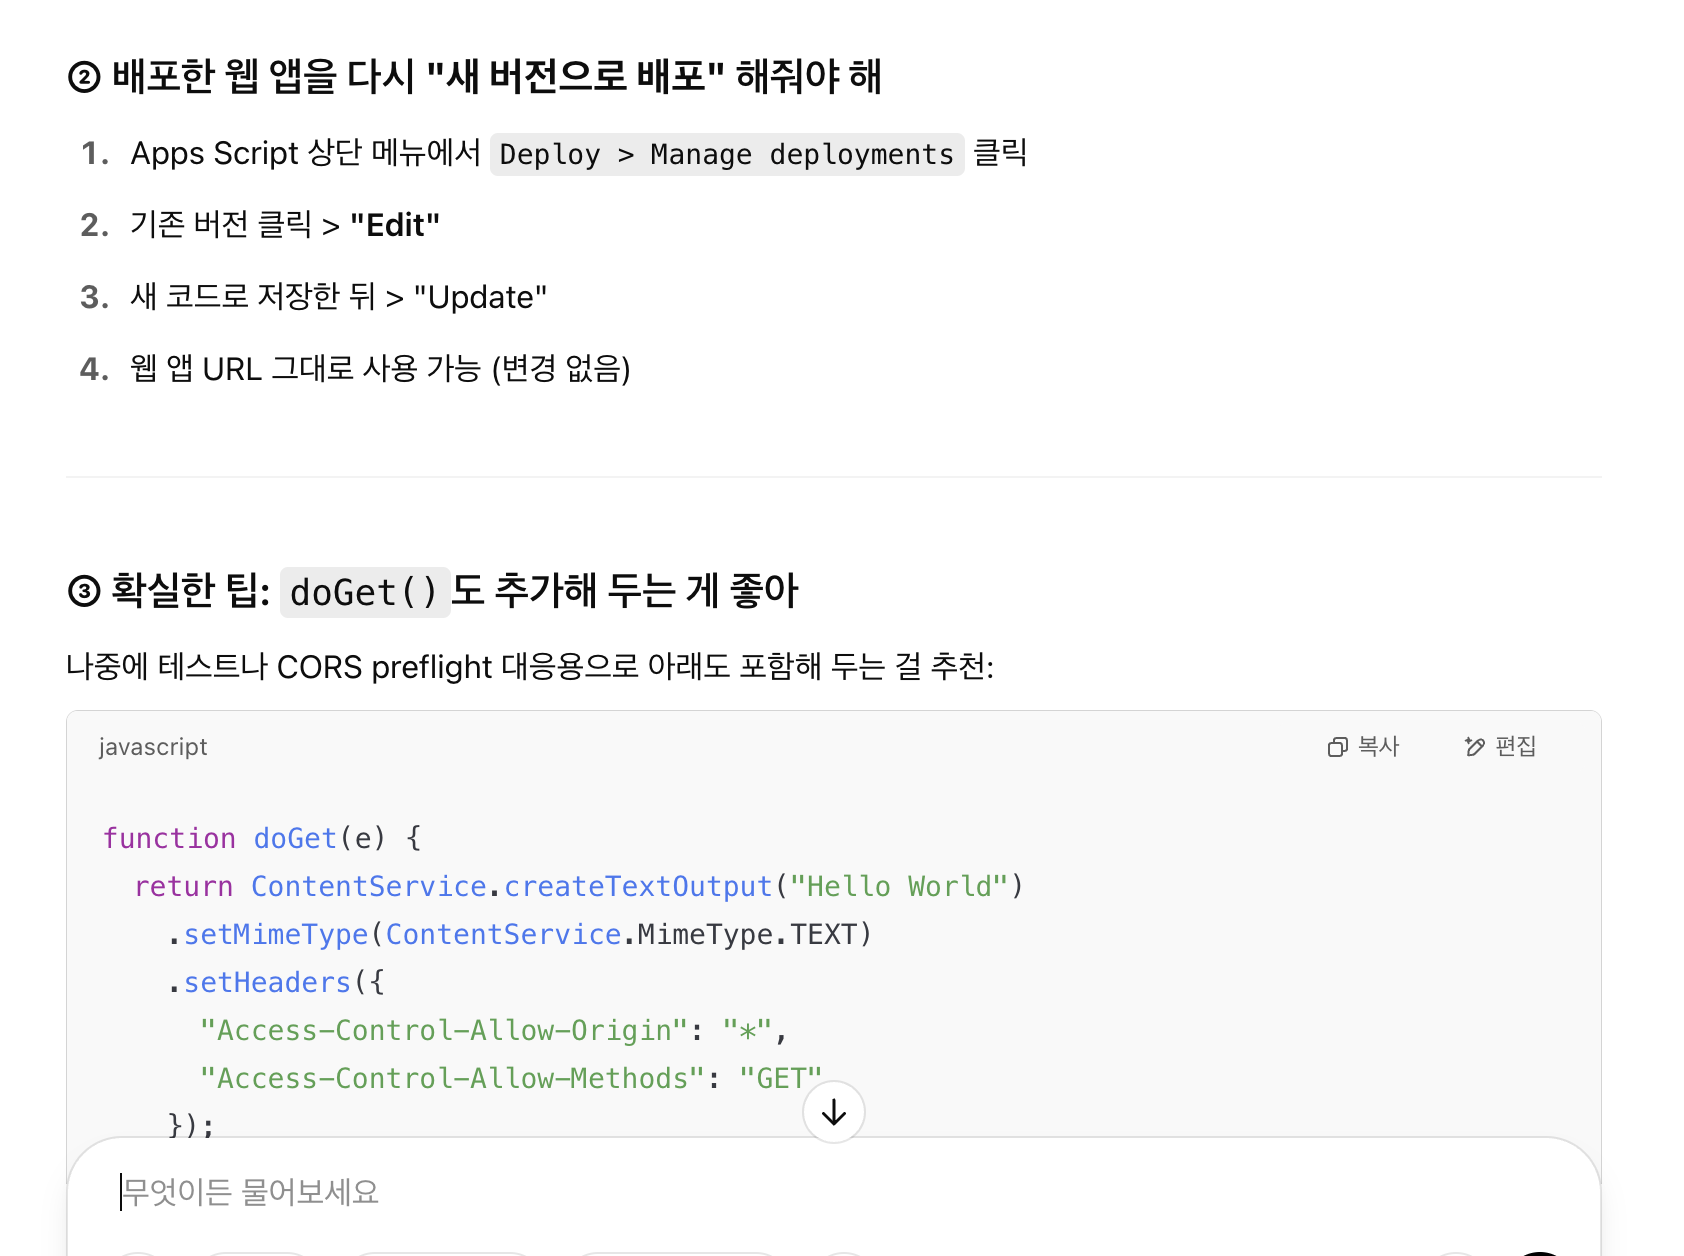 ② 배포한 웹 앱을 다시 "새 버전으로 배포" 해줘야 해
1. Apps Script 상단 메뉴에서 Deploy > Manage deployments 클릭
2. 기존 버전 클릭 > "Edit"
3. 새 코드로 저장한 뒤 > "Update"
4. 웹 앱 URL 그대로 사용 가능 (변경 없음)
③ 확실한 팁: doGet()도 추가해 두는 게 좋아
나중에 테스트나 CORS preflight 대응용으로 아래도 포함해 두는 걸 추천:
javascript 복사 편집
function doGet(e) {
  return ContentService.createTextOutput("Hello World")
    .setMimeType(ContentService.MimeType.TEXT)
    .setHeaders({
      "Access-Control-Allow-Origin": "*",
      "Access-Control-Allow-Methods": "GET"
    });
무엇이든 물어보세요